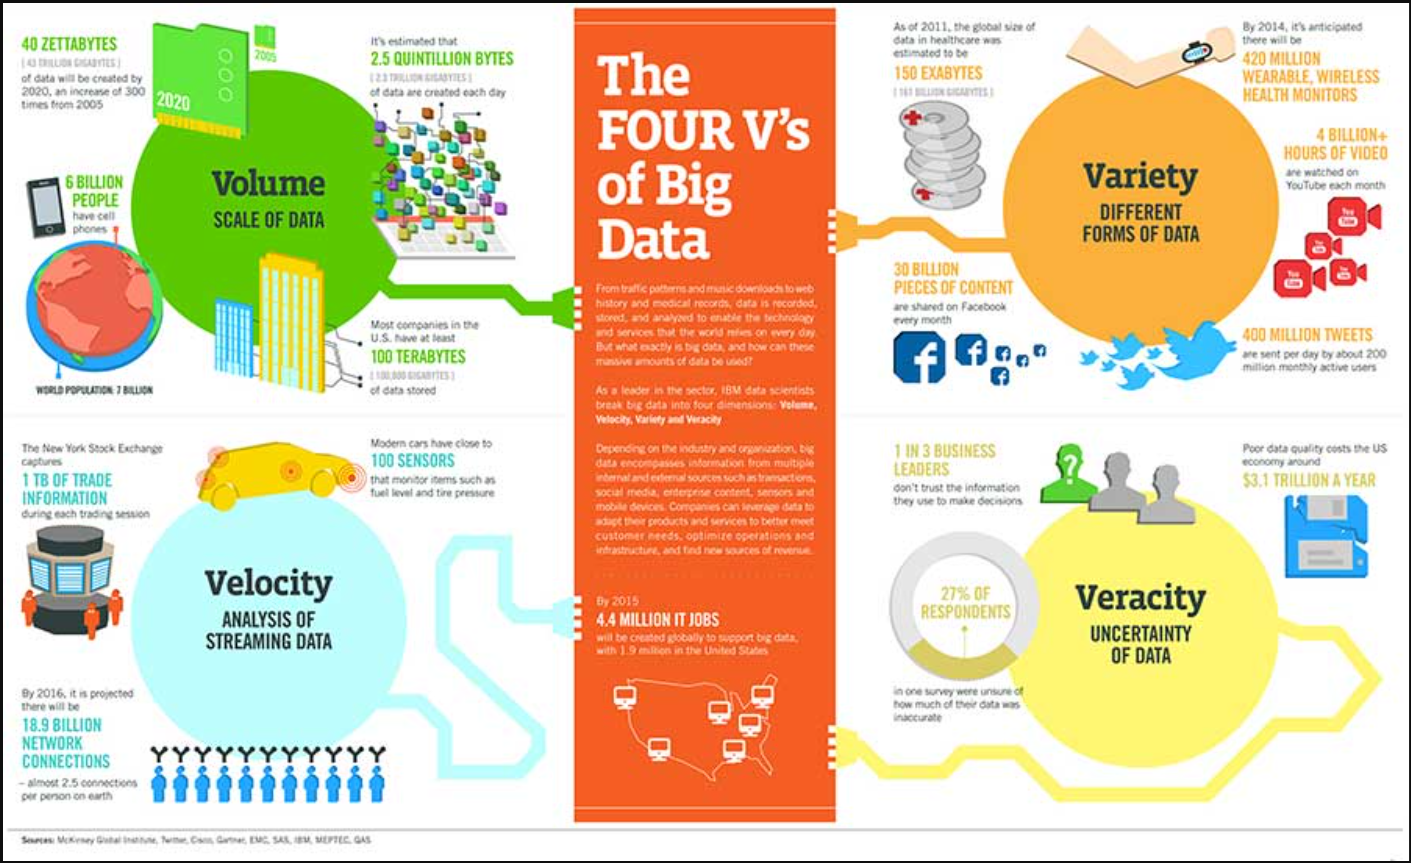 40 ZETTABYTES
[ 43 TRILLION GIGABYTES ]
of data will be created by
2020, an increase of 300
times from 2005
2020
2005
It's estimated that
2.5 QUINTILLION BYTES
[ 2.3 TRILLION GIGABYTES ]
of data are created each day
6 BILLION
PEOPLE
have cell
phones
WORLD POPULATION: 7 BILLION
Volume
SCALE OF DATA
Most companies in the
U.S. have at least
100 TERABYTES
[ 100,000 GIGABYTES ]
of data stored
The New York Stock Exchange
captures
1 TB OF TRADE
INFORMATION
during each trading session
Modern cars have close to
100 SENSORS
that monitor items such as
fuel level and tire pressure
Velocity
ANALYSIS OF
STREAMING DATA
By 2016, it is projected
there will be
18.9 BILLION
NETWORK
CONNECTIONS
– almost 2.5 connections
per person on earth
The
FOUR V's
of Big
Data
From traffic patterns and music downloads to web
history and medical records, data is recorded,
stored, and analyzed to enable the technology
and services that the world relies on every day.
But what exactly is big data, and how can these
massive amounts of data be used?
As a leader in the sector, IBM data scientists
break big data into four dimensions: Volume,
Velocity, Variety and Veracity
Depending on the industry and organization, big
data encompasses information from multiple
internal and external sources such as transactions,
social media, enterprise content, sensors and
mobile devices. Companies can leverage data to
adapt their products and services to better meet
customer needs, optimize operations and
infrastructure, and find new sources of revenue.
By 2015
4.4 MILLION IT JOBS
will be created globally to support big data,
with 1.9 million in the United States
As of 2011, the global size of
data in healthcare was
estimated to be
150 EXABYTES
[ 161 BILLION GIGABYTES ]
By 2014, it's anticipated
there will be
420 MILLION
WEARABLE, WIRELESS
HEALTH MONITORS
4 BILLION+
HOURS OF VIDEO
are watched on
YouTube each month
You
Tube
You
Tube
You
Tube
You
Tube
Variety
DIFFERENT
FORMS OF DATA
30 BILLION
PIECES OF CONTENT
are shared on Facebook
every month
f
f
f
f
f
f
400 MILLION TWEETS
are sent per day by about 200
million monthly active users
1 IN 3 BUSINESS
LEADERS
don't trust the information
they use to make decisions
?
Poor data quality costs the US
economy around
$3.1 TRILLION A YEAR
27% OF
RESPONDENTS
in one survey were unsure of
how much of their data was
inaccurate
Veracity
UNCERTAINTY
OF DATA
Sources: McKinsey Global Institute, Twitter, Cisco, Gartner, EMC, SAS, IBM, MEPTEC, QAS